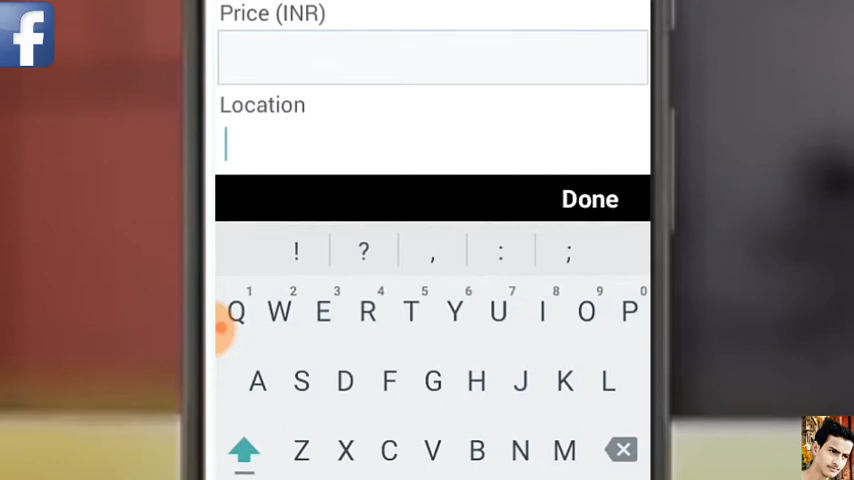 f
Price (INR)
Location
Done
! ? , : ;
1 2 3 4 5 6 7 8 9 0
Q W E R T Y U I O P
A S D F G H J K L
Z X C V B N M